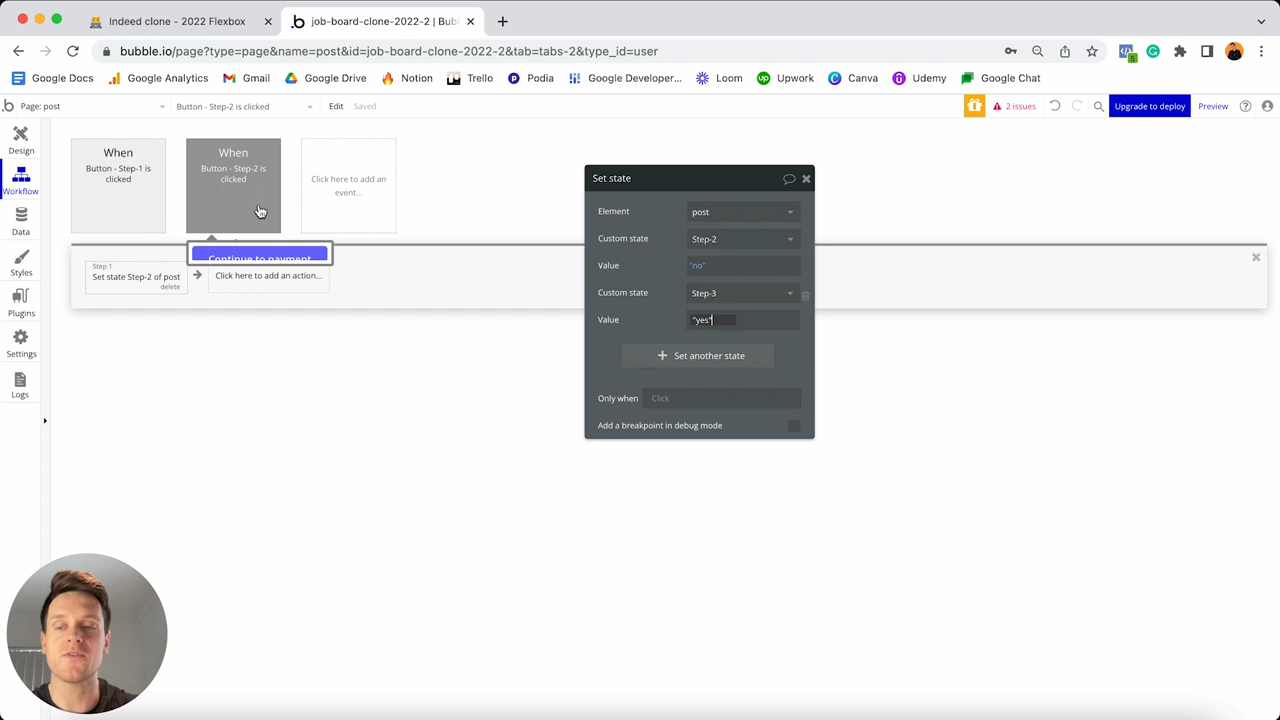 Indeed clone - 2022 Flexbox
job-board-clone-2022-2 | Bubl
bubble.io/page?type=page&name=post&id=job-board-clone-2022-2&tab=tabs-2&type_id=user
Google Docs
Google Analytics
Gmail
Google Drive
Notion
Trello
Podia
Google Developer...
Loom
Upwork
Canva
Udemy
Google Chat
Page: post
Button - Step-2 is clicked
Edit
Saved
2 issues
Upgrade to deploy
Preview
Design
Workflow
Data
Styles
Plugins
Settings
Logs
When
Button - Step-1 is
clicked
When
Button - Step-2 is
clicked
Click here to add an
event...
Continue to payment
Step 1
Set state Step-2 of post
delete
Click here to add an action...
Set state
Element
post
Custom state
Step-2
Value
"no"
Custom state
Step-3
Value
"yes"
Set another state
Only when
Click
Add a breakpoint in debug mode